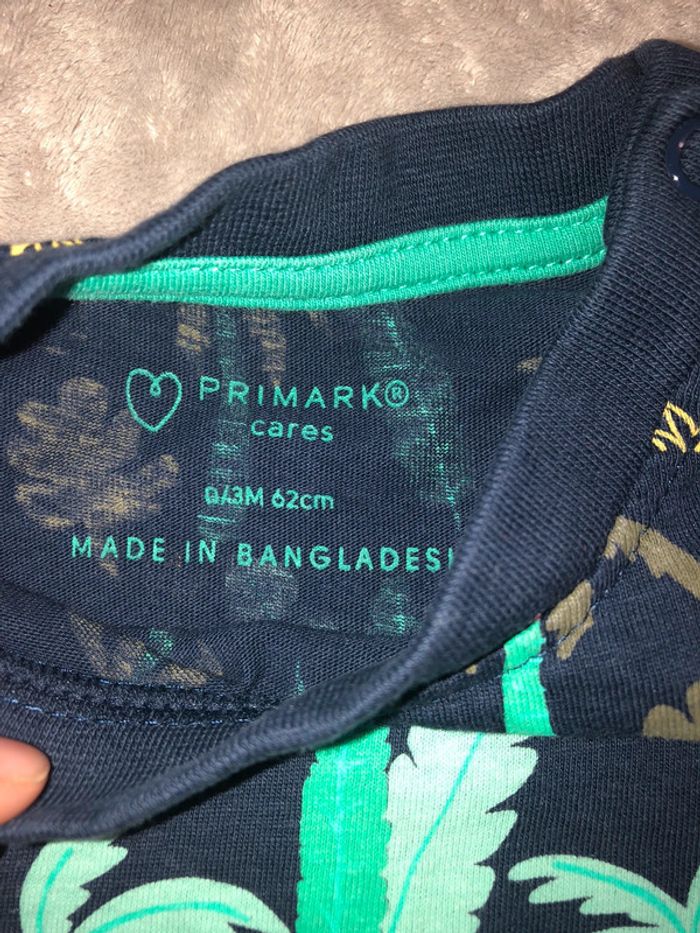 PRIMARK®
cares
0/3M 62cm
MADE IN BANGLADESH